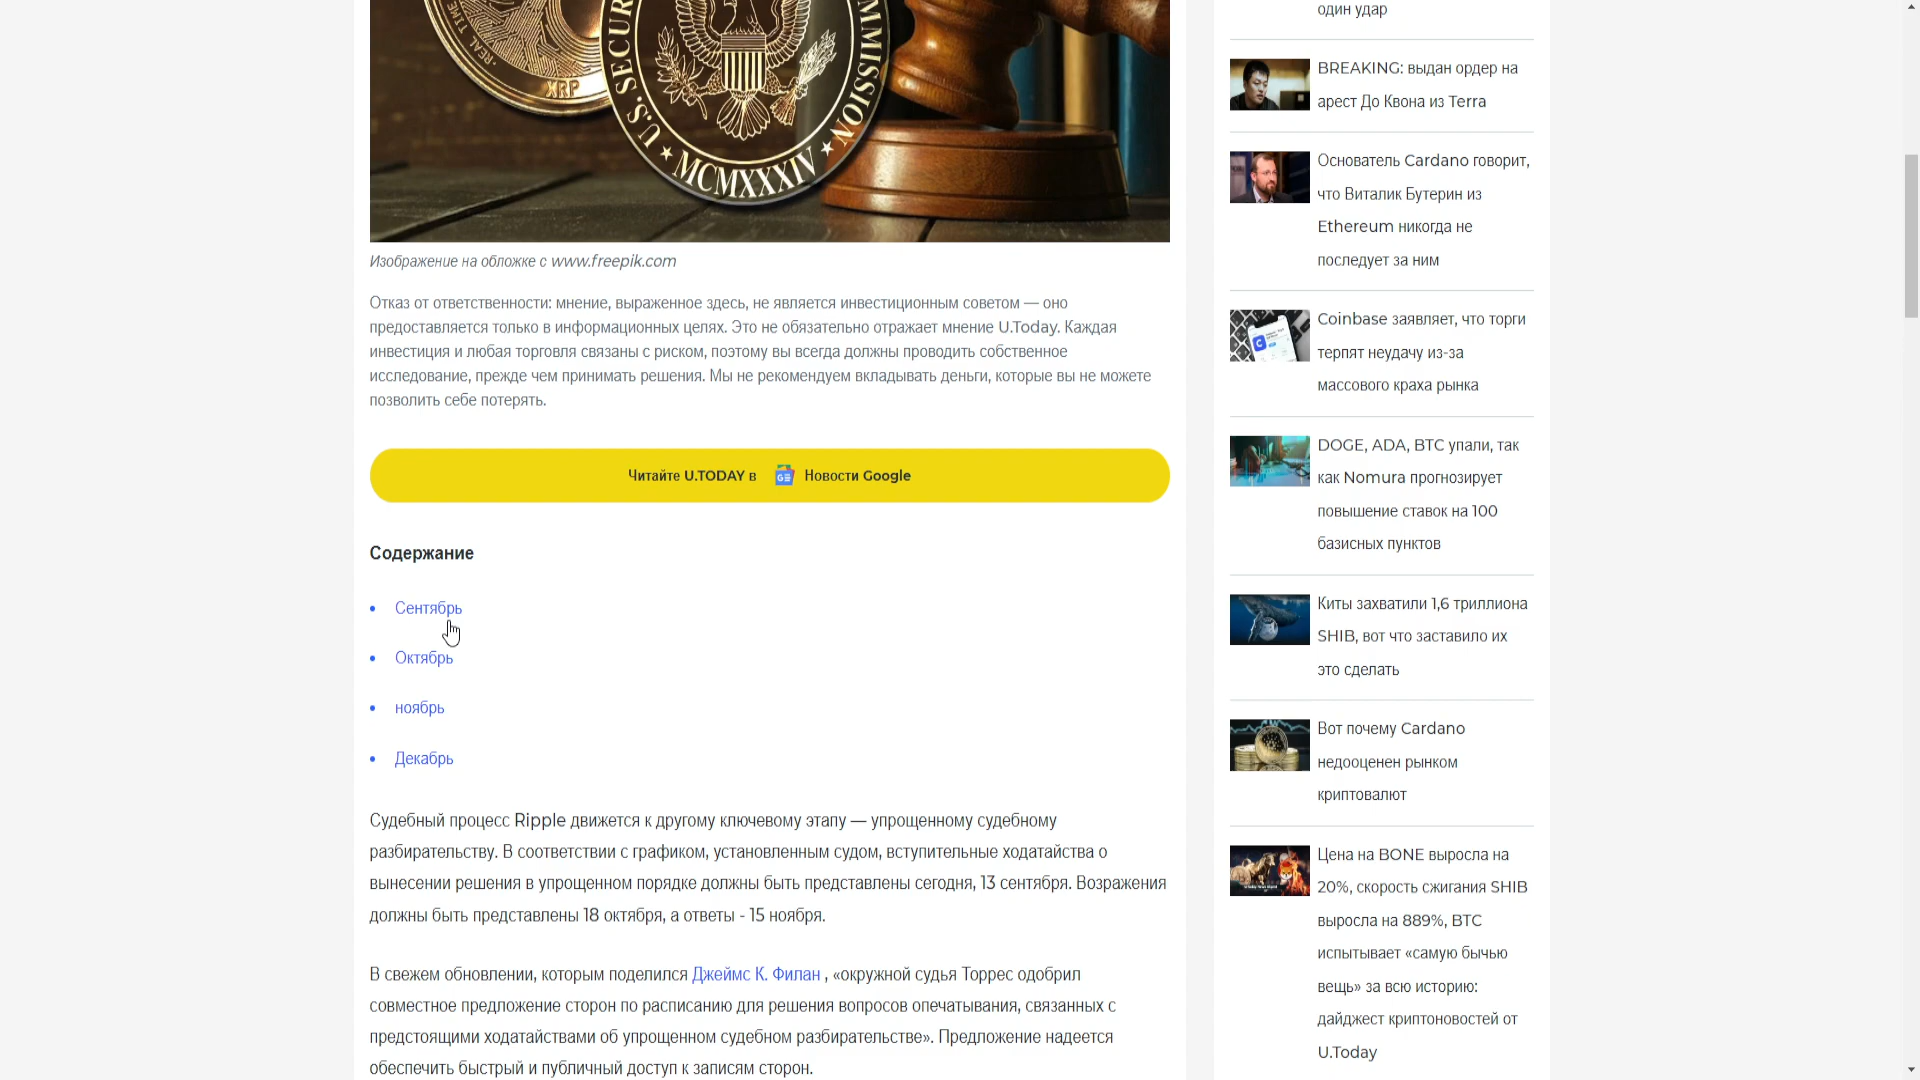 REAL TIME
XRP
U.S. SECUR
MMISSION
MCMXXXIV
Изображение на обложке с www.freepik.com
Отказ от ответственности: мнение, выраженное здесь, не является инвестиционным советом — оно
предоставляется только в информационных целях. Это не обязательно отражает мнение U.Today. Каждая
инвестиция и любая торговля связаны с риском, поэтому вы всегда должны проводить собственное
исследование, прежде чем принимать решения. Мы не рекомендуем вкладывать деньги, которые вы не можете
позволить себе потерять.
Читайте U.TODAY в Новости Google
Содержание
Сентябрь
Октябрь
ноябрь
Декабрь
Судебный процесс Ripple движется к другому ключевому этапу — упрощенному судебному
разбирательству. В соответствии с графиком, установленным судом, вступительные ходатайства о
вынесении решения в упрощенном порядке должны быть представлены сегодня, 13 сентября. Возражения
должны быть представлены 18 октября, а ответы - 15 ноября.
В свежем обновлении, которым поделился Джеймс К. Филан , «окружной судья Торрес одобрил
совместное предложение сторон по расписанию для решения вопросов опечатывания, связанных с
предстоящими ходатайствами об упрощенном судебном разбирательстве». Предложение надеется
обеспечить быстрый и публичный доступ к записям сторон.
один удар
BREAKING: выдан ордер на
арест До Квона из Terra
Основатель Cardano говорит,
что Виталик Бутерин из
Ethereum никогда не
последует за ним
Coinbase заявляет, что торги
терпят неудачу из-за
массового краха рынка
DOGE, ADA, BTC упали, так
как Nomura прогнозирует
повышение ставок на 100
базисных пунктов
Киты захватили 1,6 триллиона
SHIB, вот что заставило их
это сделать
Вот почему Cardano
недооценен рынком
криптовалют
Цена на BONE выросла на
20%, скорость сжигания SHIB
выросла на 889%, BTC
испытывает «самую бычью
вещь» за всю историю:
дайджест криптоновостей от
U.Today